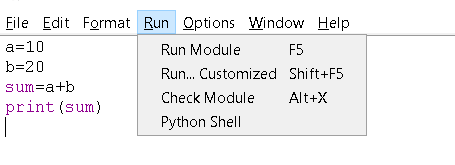 File Edit Format Run Options Window Help
a=10
b=20
sum=a+b
print(sum)
Run Module F5
Run... Customized Shift+F5
Check Module Alt+X
Python Shell